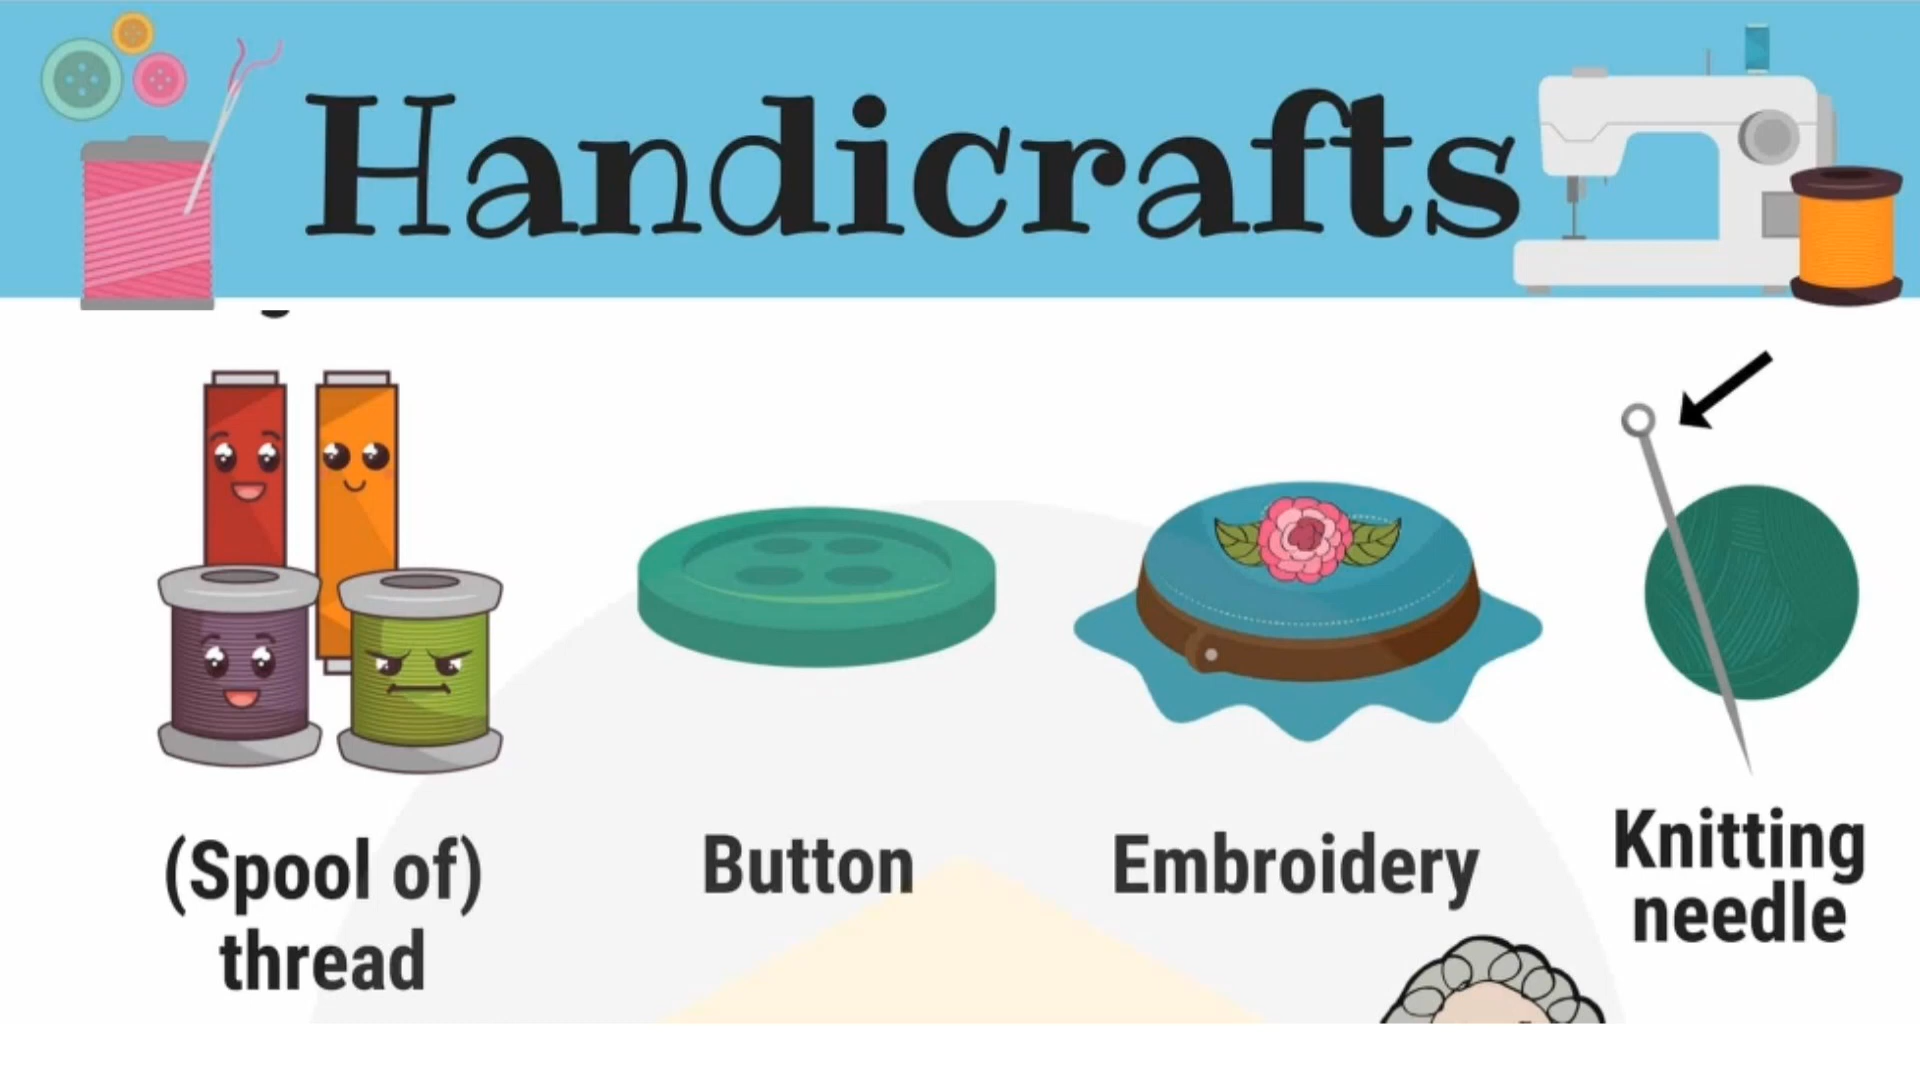 Handicrafts
(Spool of)
thread
Button
Embroidery
Knitting
needle